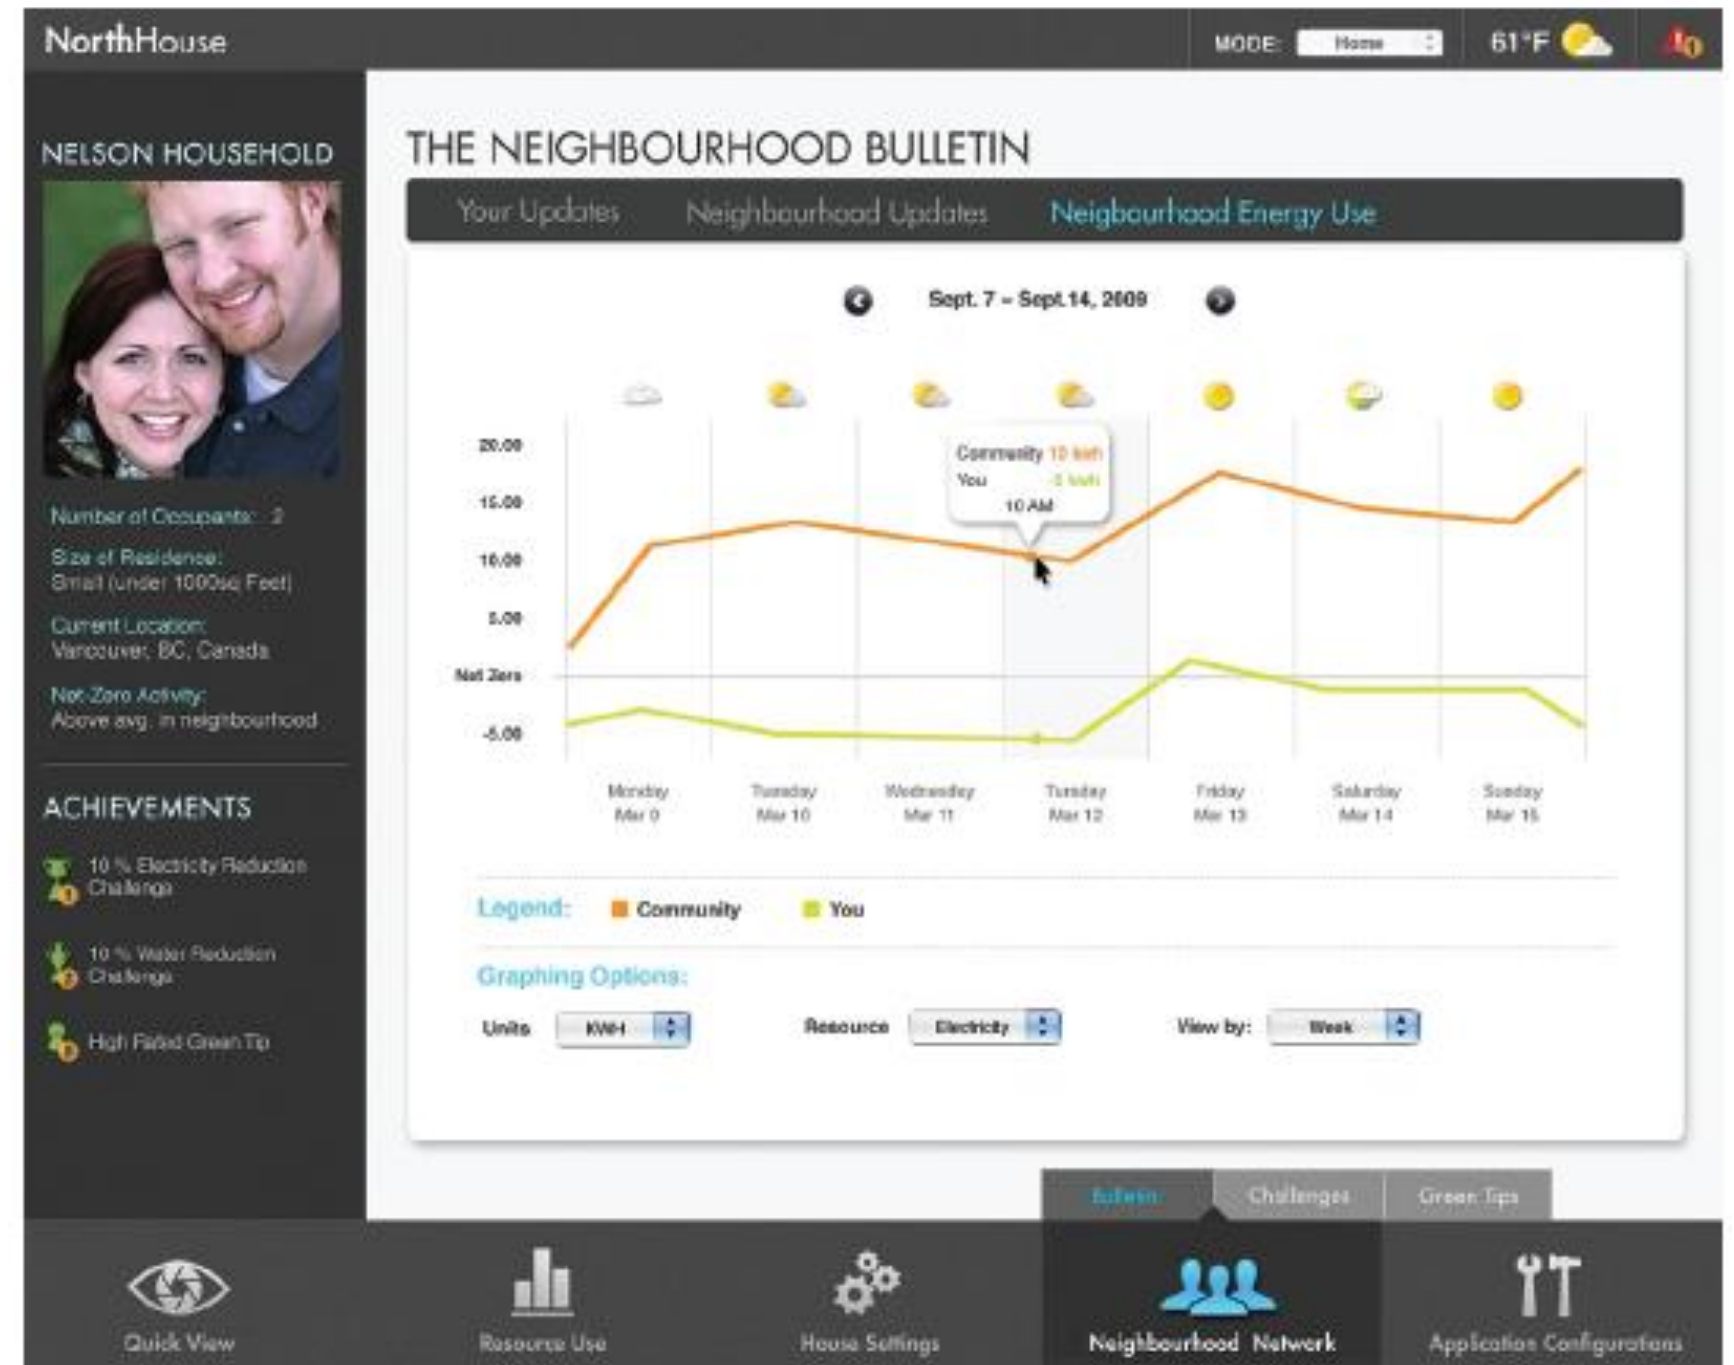 NorthHouse
MODE: Home
61°F
NELSON HOUSEHOLD
Number of Occupants: 2
Size of Residence:
Small (under 1000sq Feet)
Current Location:
Vancouver, BC, Canada
Net-Zero Activity:
Above avg. in neighbourhood
ACHIEVEMENTS
10 % Electricity Reduction
Challenge
10 % Water Reduction
Challenge
High Rated Green Tip
THE NEIGHBOURHOOD BULLETIN
Your Updates Neighbourhood Updates Neigbourhood Energy Use
Sept. 7 – Sept.14, 2009
Community 10 kwh
You kwh
10 AM
20.00
15.00
10.00
5.00
Net Zero
-5.00
Monday Tuesday Wednesday Friday Saturday Sunday
Mar 9 Mar 10 Mar 11 Mar 12 Mar 13 Mar 14 Mar 15
Legend: Community You
Graphing Options:
Units KWH Resource Electricity View by: Week
Bulletin Challenges Green Tips
Quick View Resource Use House Settings Neighbourhood Network Application Configurations